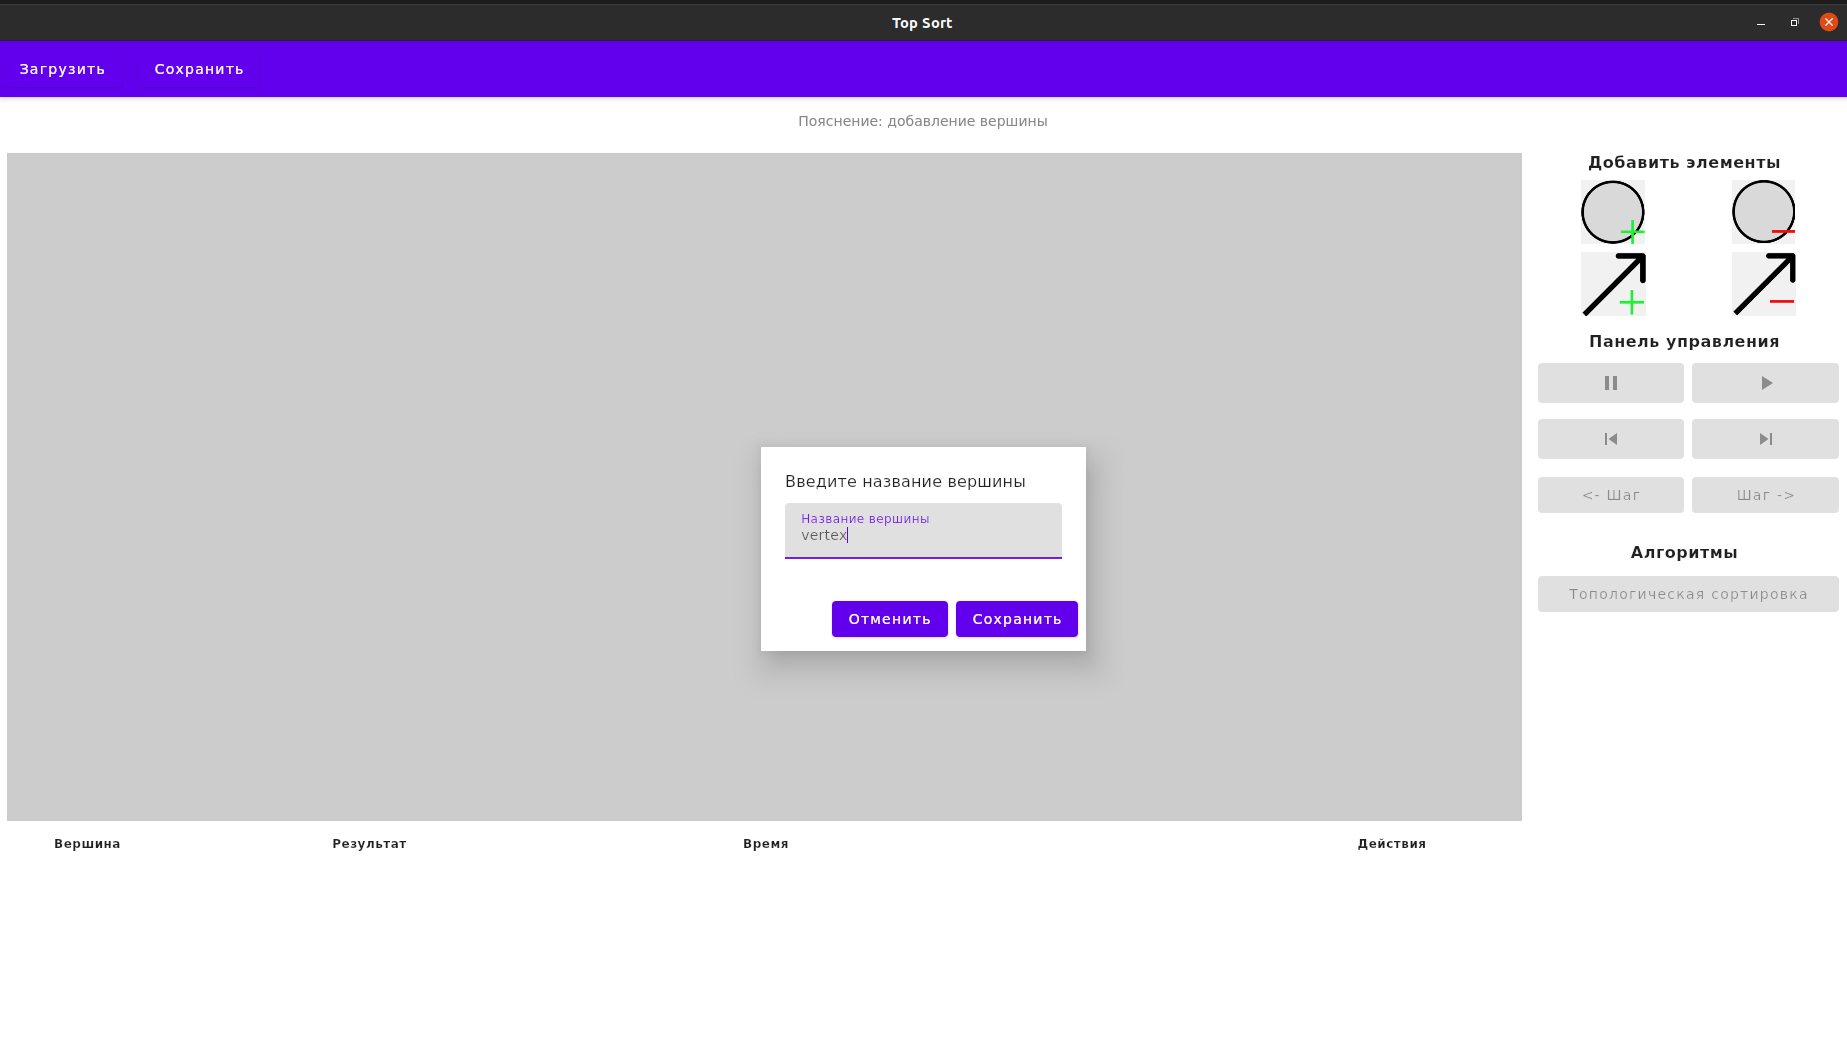 Top Sort
Загрузить
Сохранить
Пояснение: добавление вершины
Добавить элементы
Панель управления
<- Шаг
Шаг ->
Алгоритмы
Топологическая сортировка
Введите название вершины
Название вершины
vertex
Отменить
Сохранить
Вершина
Результат
Время
Действия